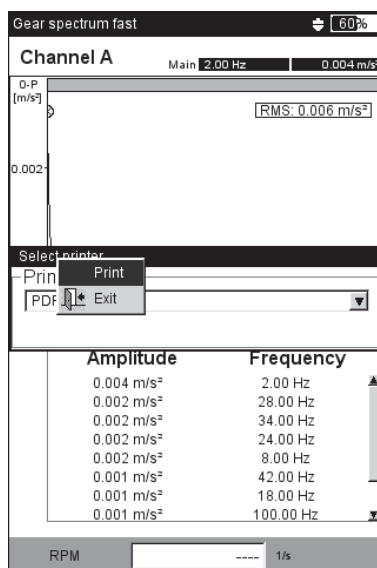 Gear spectrum fast 60%
Channel A Main 2.00 Hz 0.004 m/s²
0-P
[m/s²]
RMS: 0.006 m/s²
0.002
Select printer
Print
Exit
Amplitude Frequency
0.004 m/s² 2.00 Hz
0.002 m/s² 28.00 Hz
0.002 m/s² 34.00 Hz
0.002 m/s² 24.00 Hz
0.002 m/s² 8.00 Hz
0.001 m/s² 42.00 Hz
0.001 m/s² 18.00 Hz
0.001 m/s² 100.00 Hz
RPM ---- 1/s